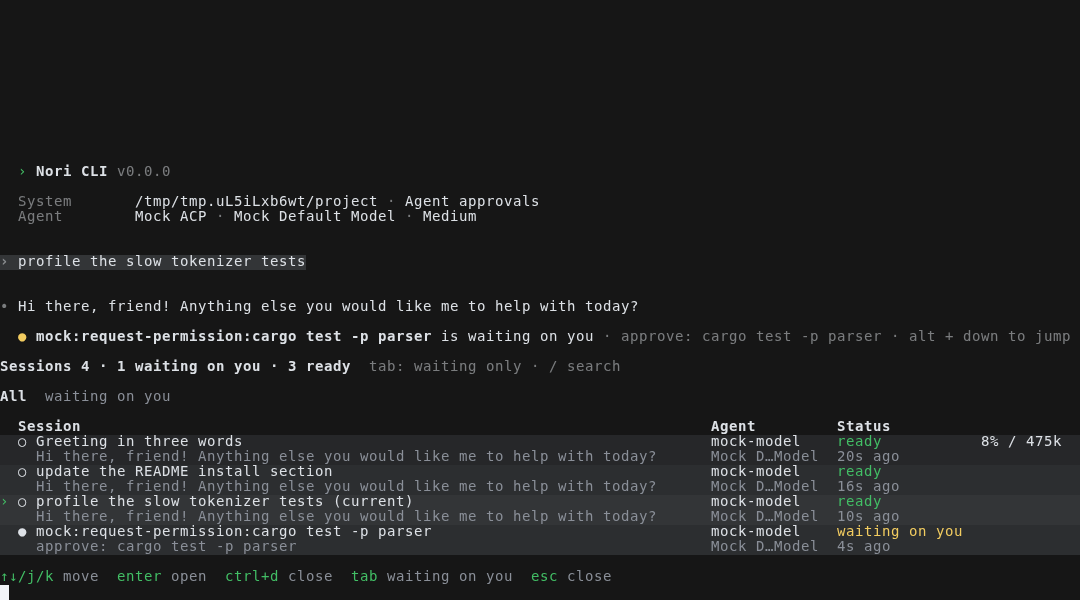 › Nori CLI v0.0.0
System /tmp/tmp.uL5iLxb6wt/project · Agent approvals
Agent Mock ACP · Mock Default Model · Medium
› profile the slow tokenizer tests
• Hi there, friend! Anything else you would like me to help with today?
● mock:request-permission:cargo test -p parser is waiting on you · approve: cargo test -p parser · alt + down to jump
Sessions 4 · 1 waiting on you · 3 ready tab: waiting only · / search
All waiting on you
Session Agent Status
○ Greeting in three words mock-model ready 8% / 475k
Hi there, friend! Anything else you would like me to help with today? Mock D…Model 20s ago
○ update the README install section mock-model ready
Hi there, friend! Anything else you would like me to help with today? Mock D…Model 16s ago
› ○ profile the slow tokenizer tests (current) mock-model ready
Hi there, friend! Anything else you would like me to help with today? Mock D…Model 10s ago
● mock:request-permission:cargo test -p parser mock-model waiting on you
approve: cargo test -p parser Mock D…Model 4s ago
↑↓/j/k move enter open ctrl+d close tab waiting on you esc close